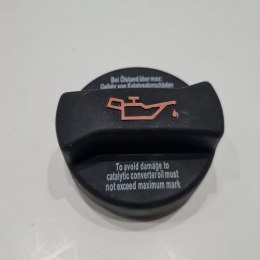 Bei Ölstand über max:
Gefahr von Katalysatorschäden
To avoid damage to
catalytic converter oil must
not exceed maximum mark